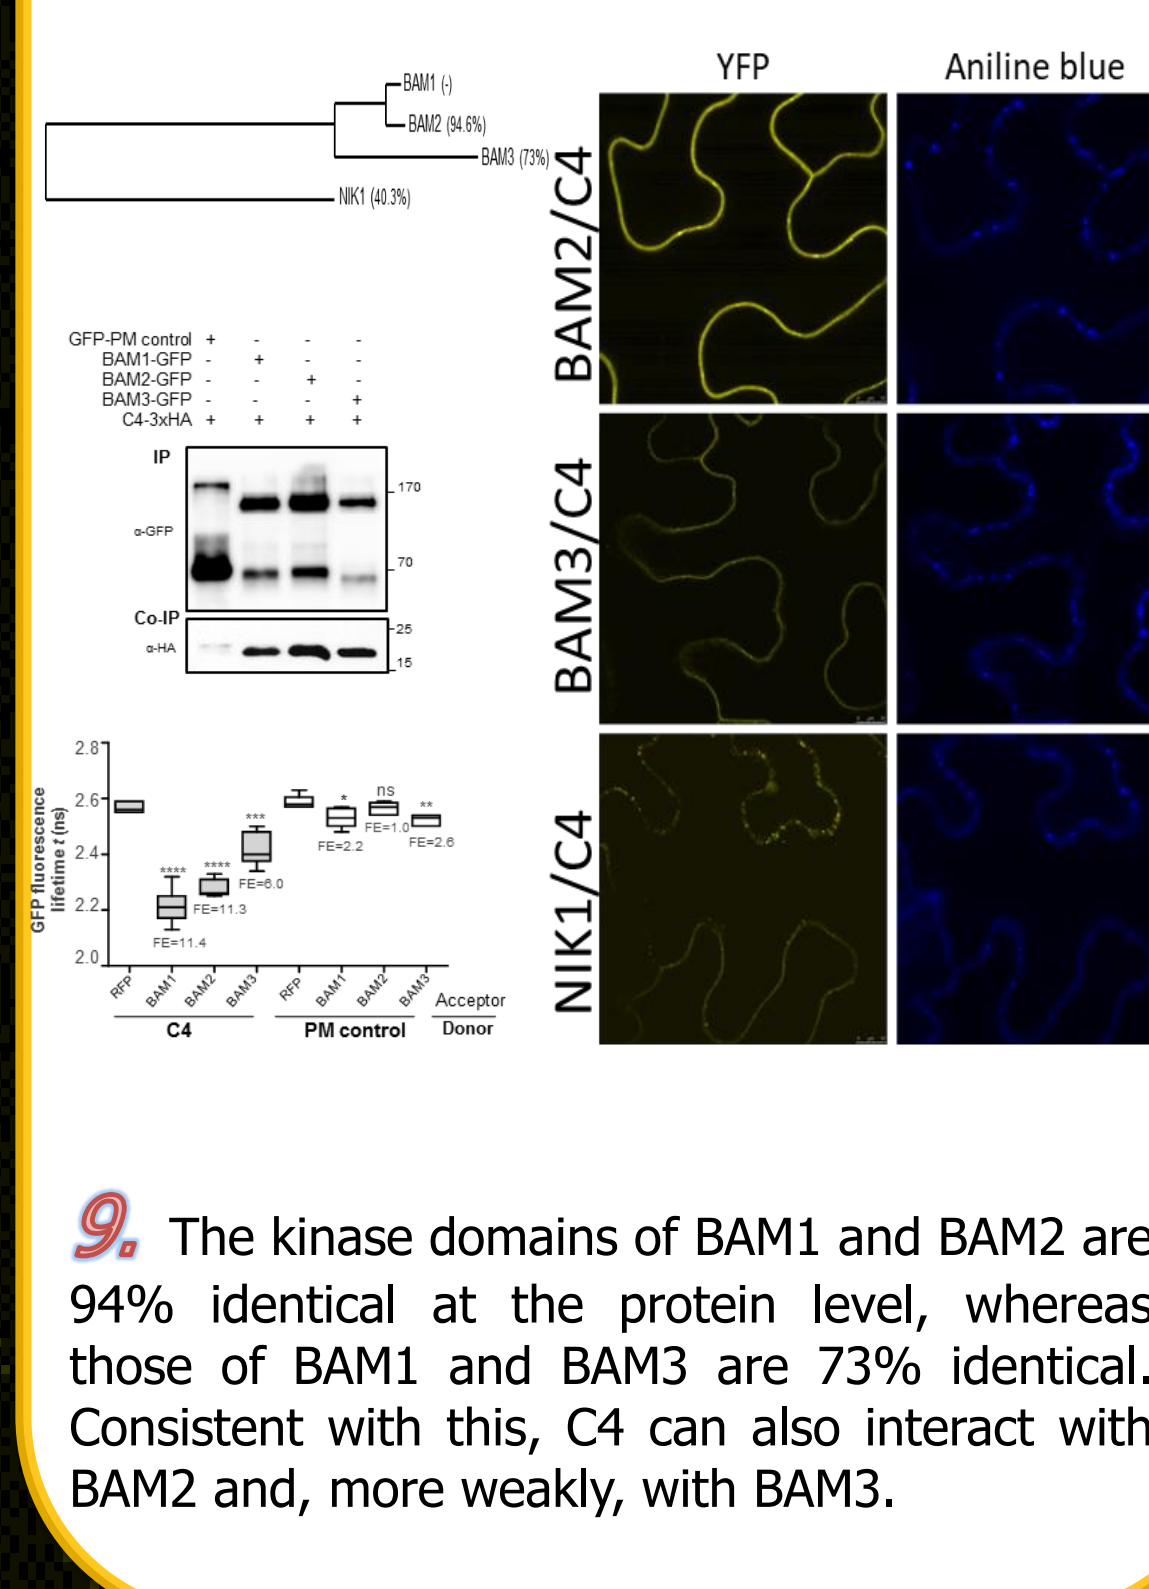 BAM1 (-)
BAM2 (94.6%)
BAM3 (73%)
NIK1 (40.3%)
GFP-PM control + - - -
BAM1-GFP - + - -
BAM2-GFP - - + -
BAM3-GFP - - - +
C4-3xHA + + + +
IP
170
α-GFP
70
Co-IP
25
α-HA
15
GFP fluorescence
lifetime t (ns)
2.8
2.6
2.4
2.2
2.0
**** FE=11.4
**** FE=11.3
*** FE=6.0
* FE=2.2
ns FE=1.0
** FE=2.6
RFP BAM1 BAM2 BAM3 RFP BAM1 BAM2 BAM3 Acceptor
C4 PM control Donor
YFP Aniline blue
BAM2/C4
BAM3/C4
NIK1/C4
9. The kinase domains of BAM1 and BAM2 are
94% identical at the protein level, whereas
those of BAM1 and BAM3 are 73% identical.
Consistent with this, C4 can also interact with
BAM2 and, more weakly, with BAM3.